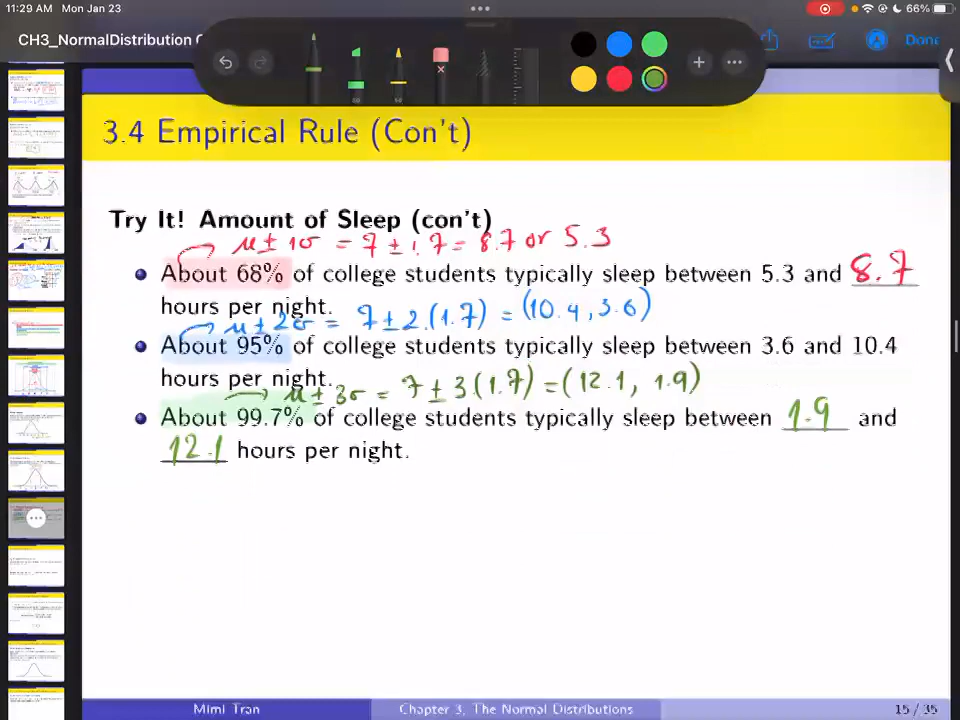 11:29 AM Mon Jan 23
66%
CH3_NormalDistribution
Done
3.4 Empirical Rule (Con't)
Try It! Amount of Sleep (con't)
μ ± 1σ = 7 ± 1.7 = 8.7 or 5.3
About 68% of college students typically sleep between 5.3 and 8.7
hours per night.
μ ± 2σ = 7 ± 2(1.7) = (10.4, 3.6)
About 95% of college students typically sleep between 3.6 and 10.4
hours per night.
μ ± 3σ = 7 ± 3(1.7) = (12.1, 1.9)
About 99.7% of college students typically sleep between 1.9 and
12.1 hours per night.
Mimi Tran
Chapter 3, The Normal Distributions
15 / 35